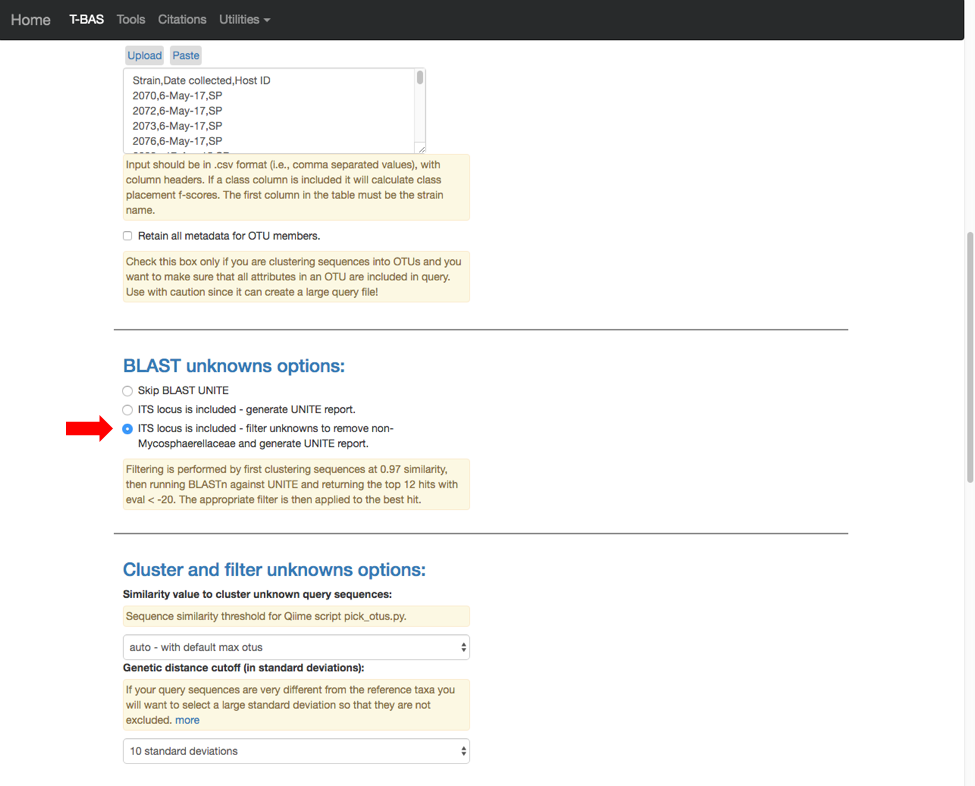 Home T-BAS Tools Citations Utilities
Upload Paste
Strain,Date collected,Host ID
2070,6-May-17,SP
2072,6-May-17,SP
2073,6-May-17,SP
2076,6-May-17,SP
Input should be in .csv format (i.e., comma separated values), with
column headers. If a class column is included it will calculate class
placement f-scores. The first column in the table must be the strain
name.
Retain all metadata for OTU members.
Check this box only if you are clustering sequences into OTUs and you
want to make sure that all attributes in an OTU are included in query.
Use with caution since it can create a large query file!
BLAST unknowns options:
Skip BLAST UNITE
ITS locus is included - generate UNITE report.
ITS locus is included - filter unknowns to remove non-
Mycosphaerellaceae and generate UNITE report.
Filtering is performed by first clustering sequences at 0.97 similarity,
then running BLASTn against UNITE and returning the top 12 hits with
eval < -20. The appropriate filter is then applied to the best hit.
Cluster and filter unknowns options:
Similarity value to cluster unknown query sequences:
Sequence similarity threshold for Qiime script pick_otus.py.
auto - with default max otus
Genetic distance cutoff (in standard deviations):
If your query sequences are very different from the reference taxa you
will want to select a large standard deviation so that they are not
excluded. more
10 standard deviations